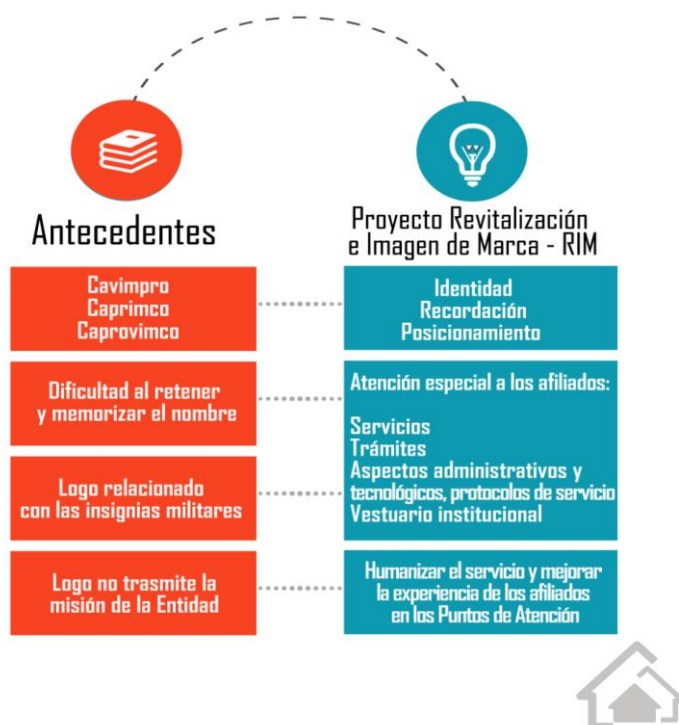 Antecedentes
Cavimpro
Caprimco
Caprovimco
Dificultad al retener
y memorizar el nombre
Logo relacionado
con las insignias militares
Logo no trasmite la
misión de la Entidad
Proyecto Revitalización
e Imagen de Marca - RIM
Identidad
Recordación
Posicionamiento
Atención especial a los afiliados:
Servicios
Trámites
Aspectos administrativos y
tecnológicos, protocolos de servicio
Vestuario institucional
Humanizar el servicio y mejorar
la experiencia de los afiliados
en los Puntos de Atención